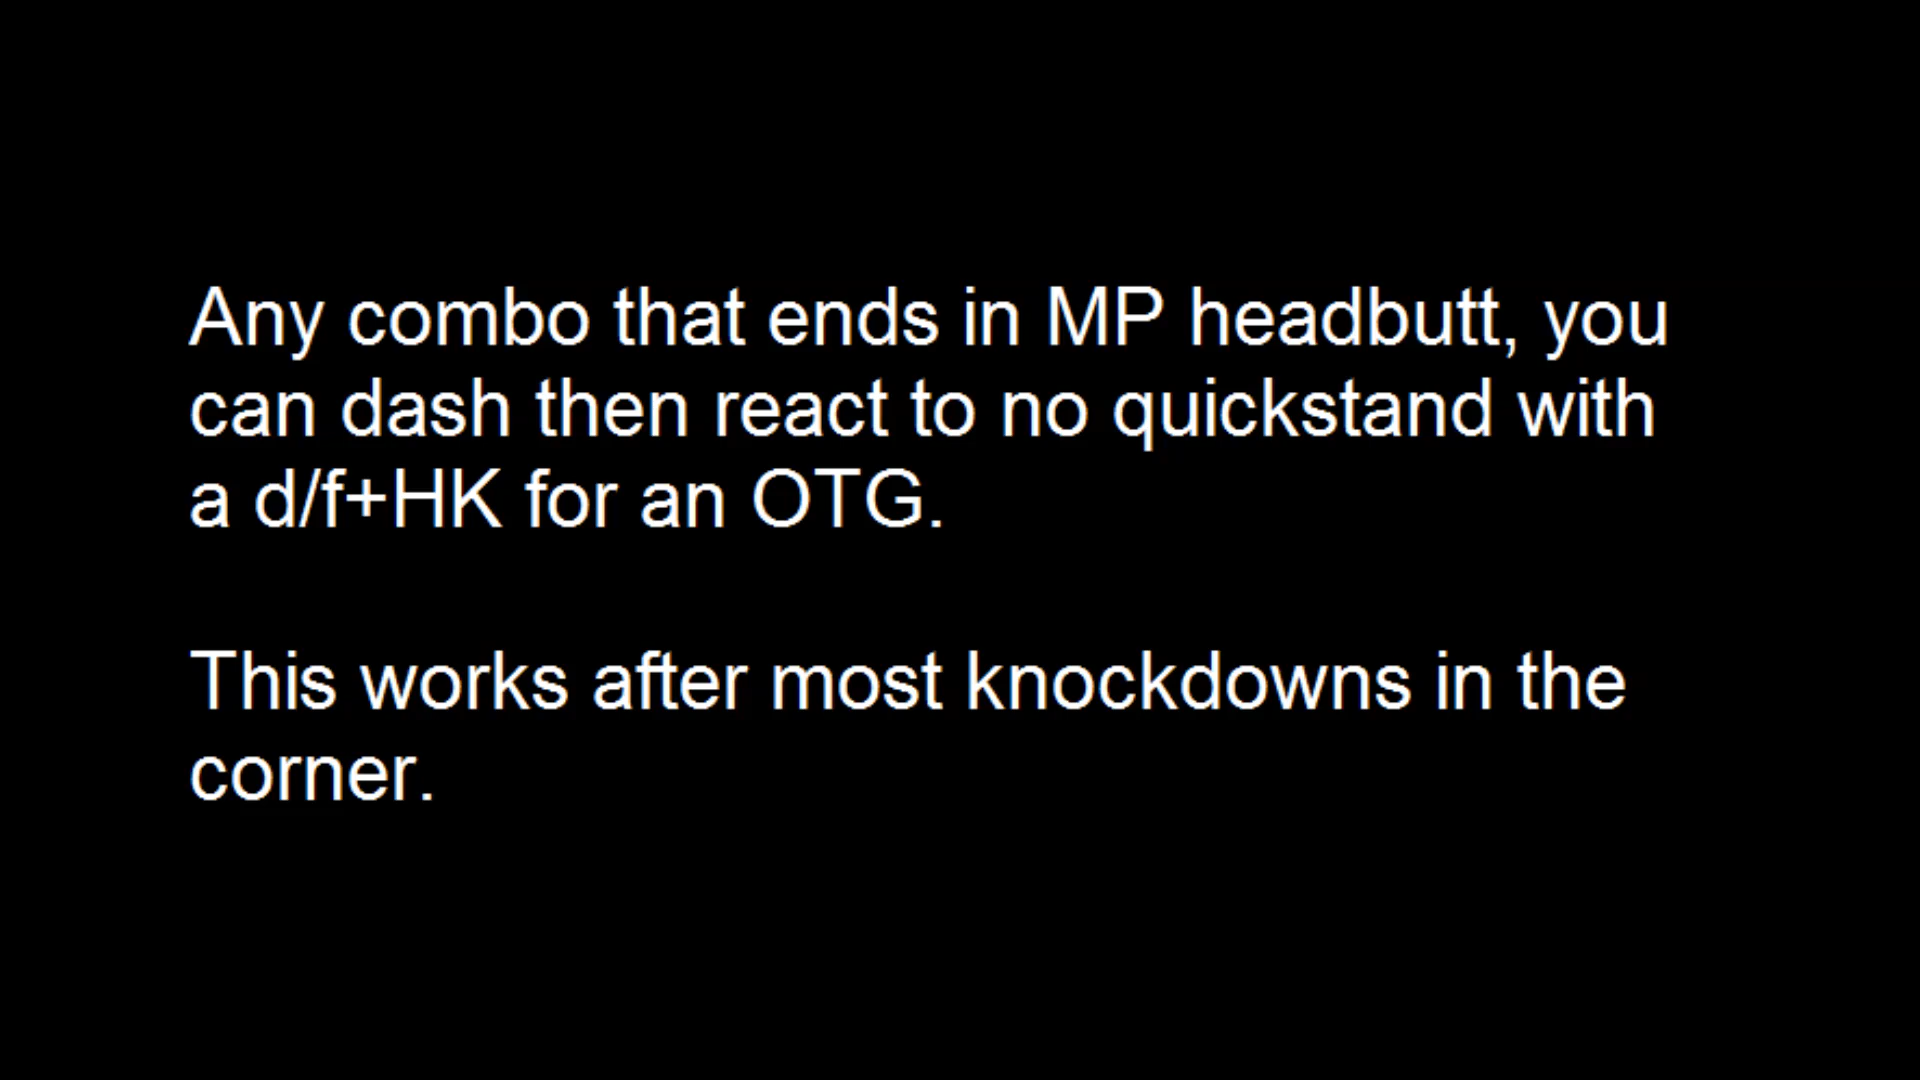 Any combo that ends in MP headbutt, you
can dash then react to no quickstand with
a d/f+HK for an OTG.
This works after most knockdowns in the
corner.